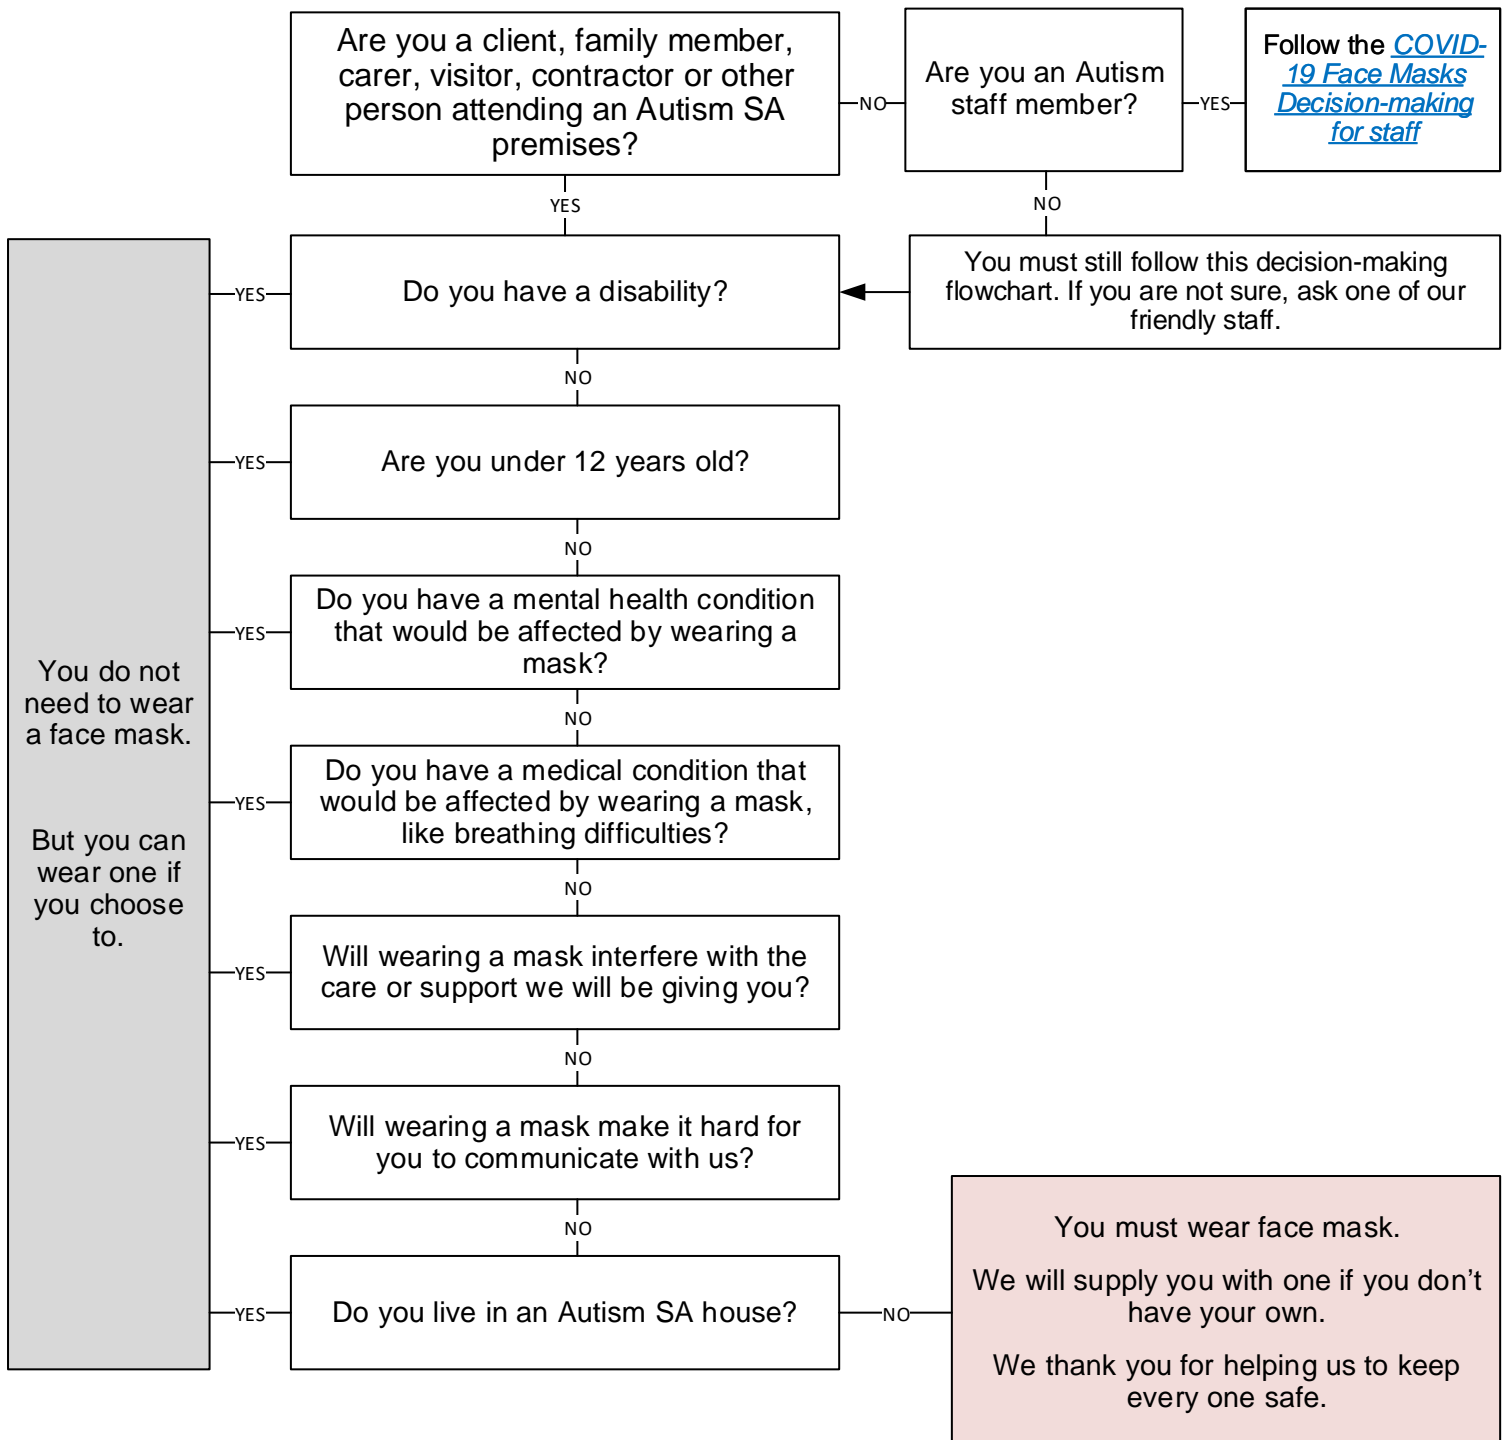 Are you a client, family member,
carer, visitor, contractor or other
person attending an Autism SA
premises?
NO
Are you an Autism
staff member?
YES
Follow the COVID-
19 Face Masks
Decision-making
for staff
YES
NO
You must still follow this decision-making
flowchart. If you are not sure, ask one of our
friendly staff.
Do you have a disability?
YES
NO
Are you under 12 years old?
YES
NO
Do you have a mental health condition
that would be affected by wearing a
mask?
YES
NO
Do you have a medical condition that
would be affected by wearing a mask,
like breathing difficulties?
YES
NO
Will wearing a mask interfere with the
care or support we will be giving you?
YES
NO
Will wearing a mask make it hard for
you to communicate with us?
YES
NO
Do you live in an Autism SA house?
YES
NO
You do not
need to wear
a face mask.
But you can
wear one if
you choose
to.
You must wear face mask.
We will supply you with one if you don’t
have your own.
We thank you for helping us to keep
every one safe.